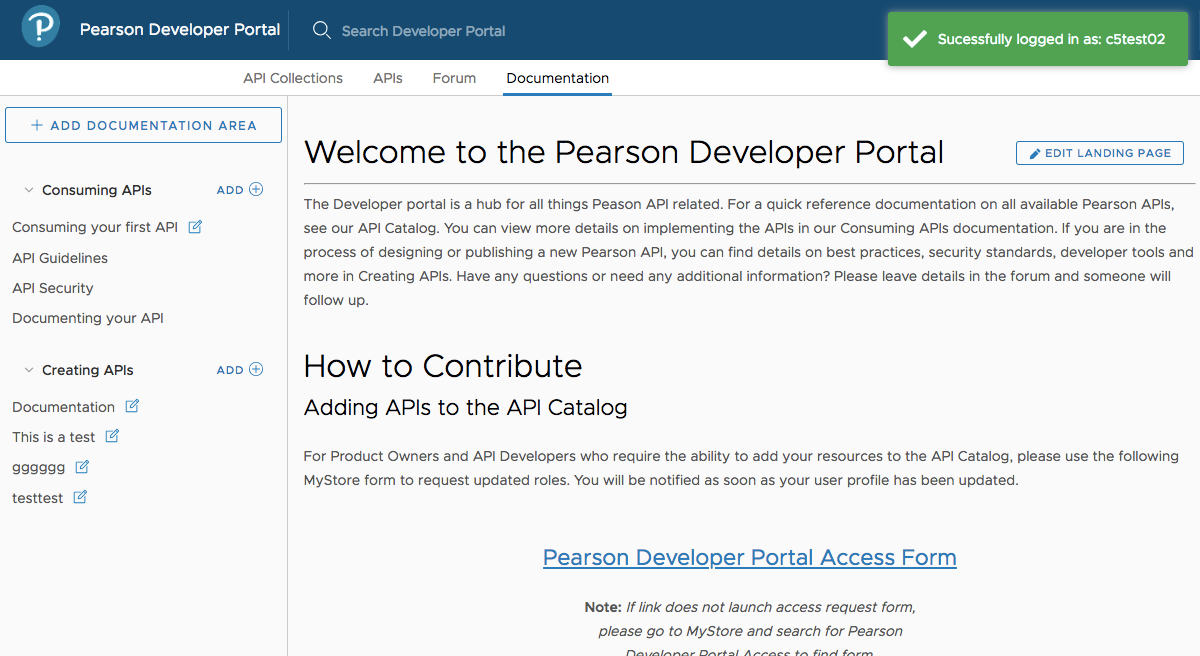 Pearson Developer Portal
Search Developer Portal
Sucessfully logged in as: c5test02
API Collections
APIs
Forum
Documentation
ADD DOCUMENTATION AREA
Consuming APIs
ADD
Consuming your first API
API Guidelines
API Security
Documenting your API
Creating APIs
ADD
Documentation
This is a test
gggggg
testtest
Welcome to the Pearson Developer Portal
EDIT LANDING PAGE
The Developer portal is a hub for all things Peason API related. For a quick reference documentation on all available Pearson APIs,
see our API Catalog. You can view more details on implementing the APIs in our Consuming APIs documentation. If you are in the
process of designing or publishing a new Pearson API, you can find details on best practices, security standards, developer tools and
more in Creating APIs. Have any questions or need any additional information? Please leave details in the forum and someone will
follow up.
How to Contribute
Adding APIs to the API Catalog
For Product Owners and API Developers who require the ability to add your resources to the API Catalog, please use the following
MyStore form to request updated roles. You will be notified as soon as your user profile has been updated.
Pearson Developer Portal Access Form
Note: If link does not launch access request form,
please go to MyStore and search for Pearson
Developer Portal Access to find form